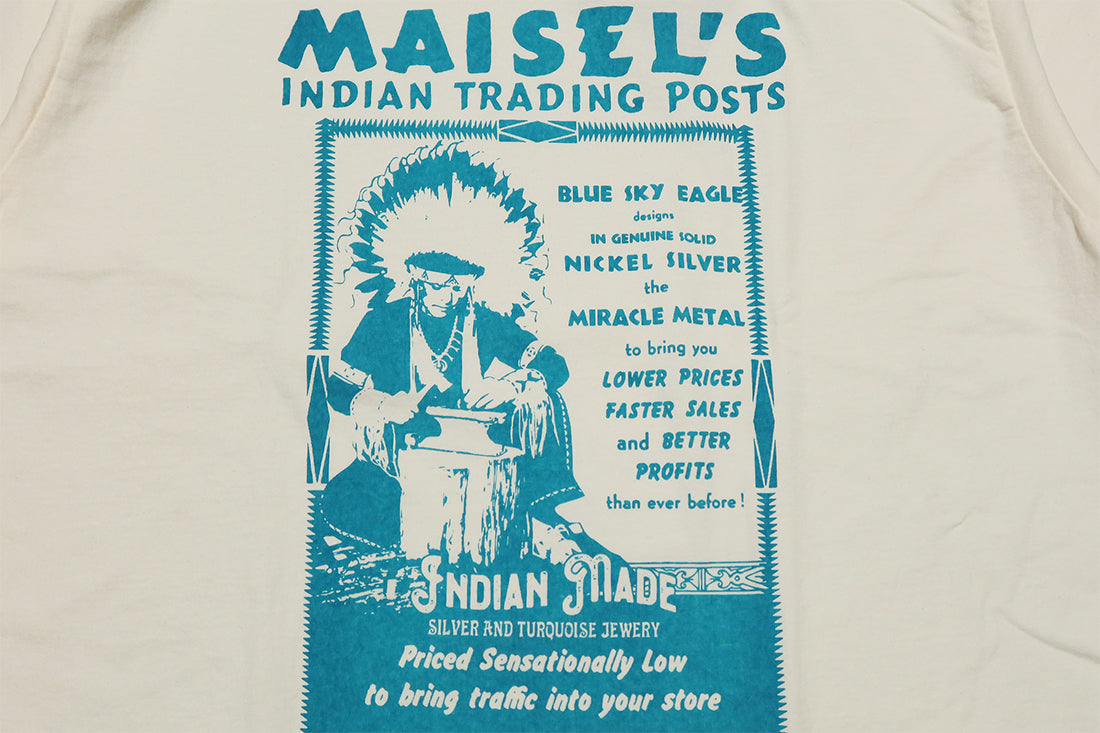 MAISEL'S
INDIAN TRADING POSTS
BLUE SKY EAGLE
designs
IN GENUINE SOLID
NICKEL SILVER
the
MIRACLE METAL
to bring you
LOWER PRICES
FASTER SALES
and BETTER
PROFITS
than ever before!
INDIAN MADE
SILVER AND TURQUOISE JEWERY
Priced Sensationally Low
to bring traffic into your store